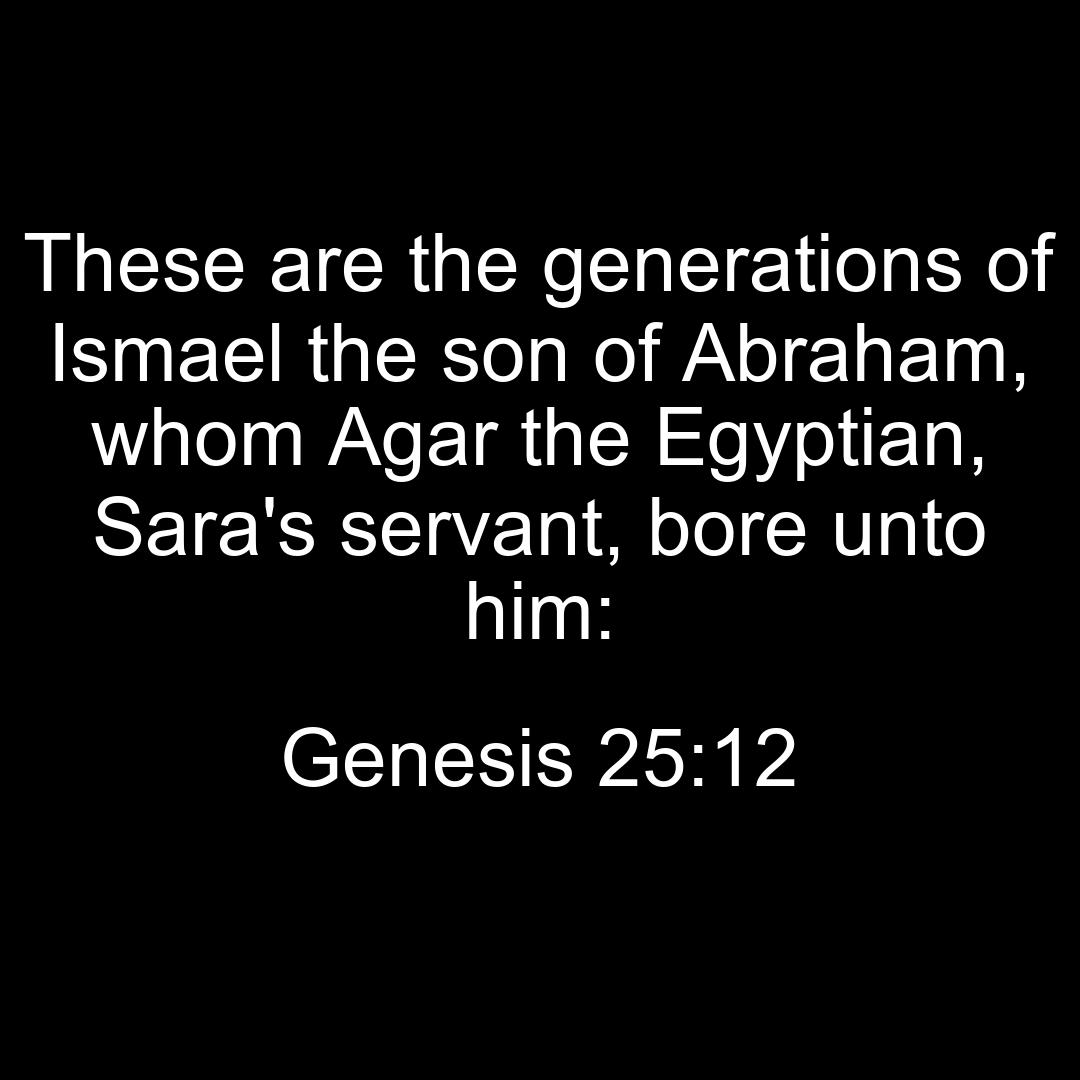 These are the generations of
Ismael the son of Abraham,
whom Agar the Egyptian,
Sara's servant, bore unto
him:
Genesis 25:12